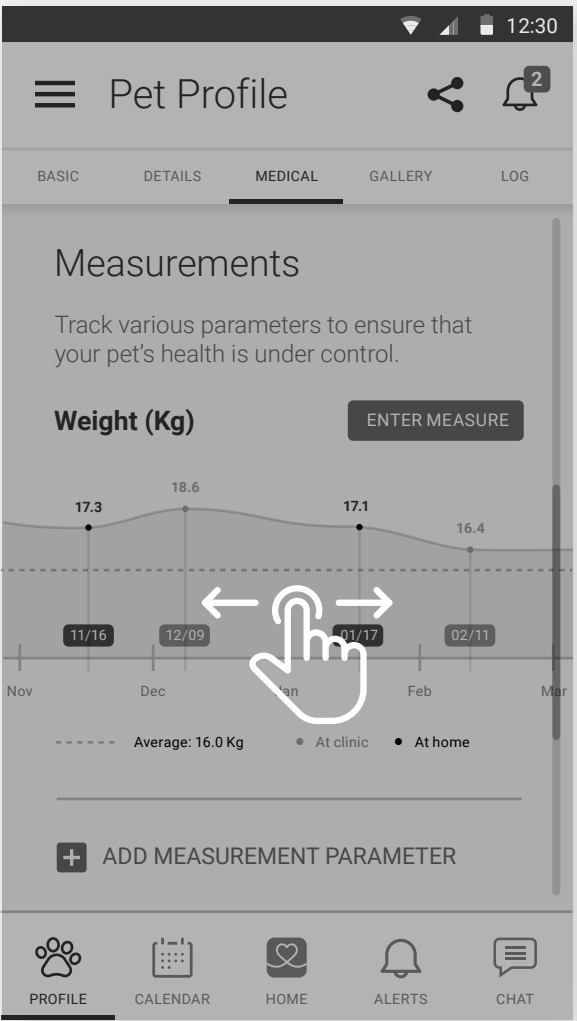 12:30
Pet Profile
2
BASIC DETAILS MEDICAL GALLERY LOG
Measurements
Track various parameters to ensure that
your pet's health is under control.
Weight (Kg) ENTER MEASURE
17.3 18.6 17.1 16.4
11/16 12/09 01/17 02/11
Nov Dec Jan Feb Mar
Average: 16.0 Kg At clinic At home
ADD MEASUREMENT PARAMETER
PROFILE CALENDAR HOME ALERTS CHAT